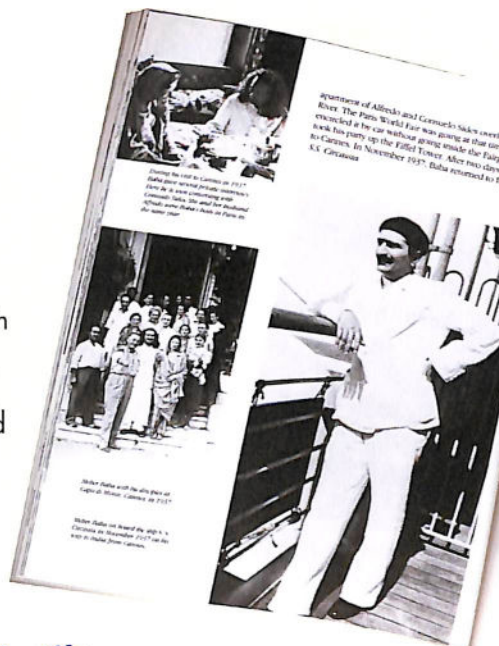 apartment of Alfredo and Consuelo Sides over
River. The Paris World Fair was going at that tim
encircled it by car without going inside the Fair
took his party up the Eiffel Tower. After two days
to Cannes. In November 1937, Baba returned to
S.S. Circassia
During his visit to Cannes in 1937
Baba gave several private interviews.
Here he is seen conversing with
Consuelo Sides. She and her husband
Alfredo were Baba's hosts in Paris in
the same year.
Meher Baba with his disciples at
Capo di Monte, Cannes, in 1937
Meher Baba on board the ship S.S.
Circassia in November 1937 on his
way to India from Cannes.